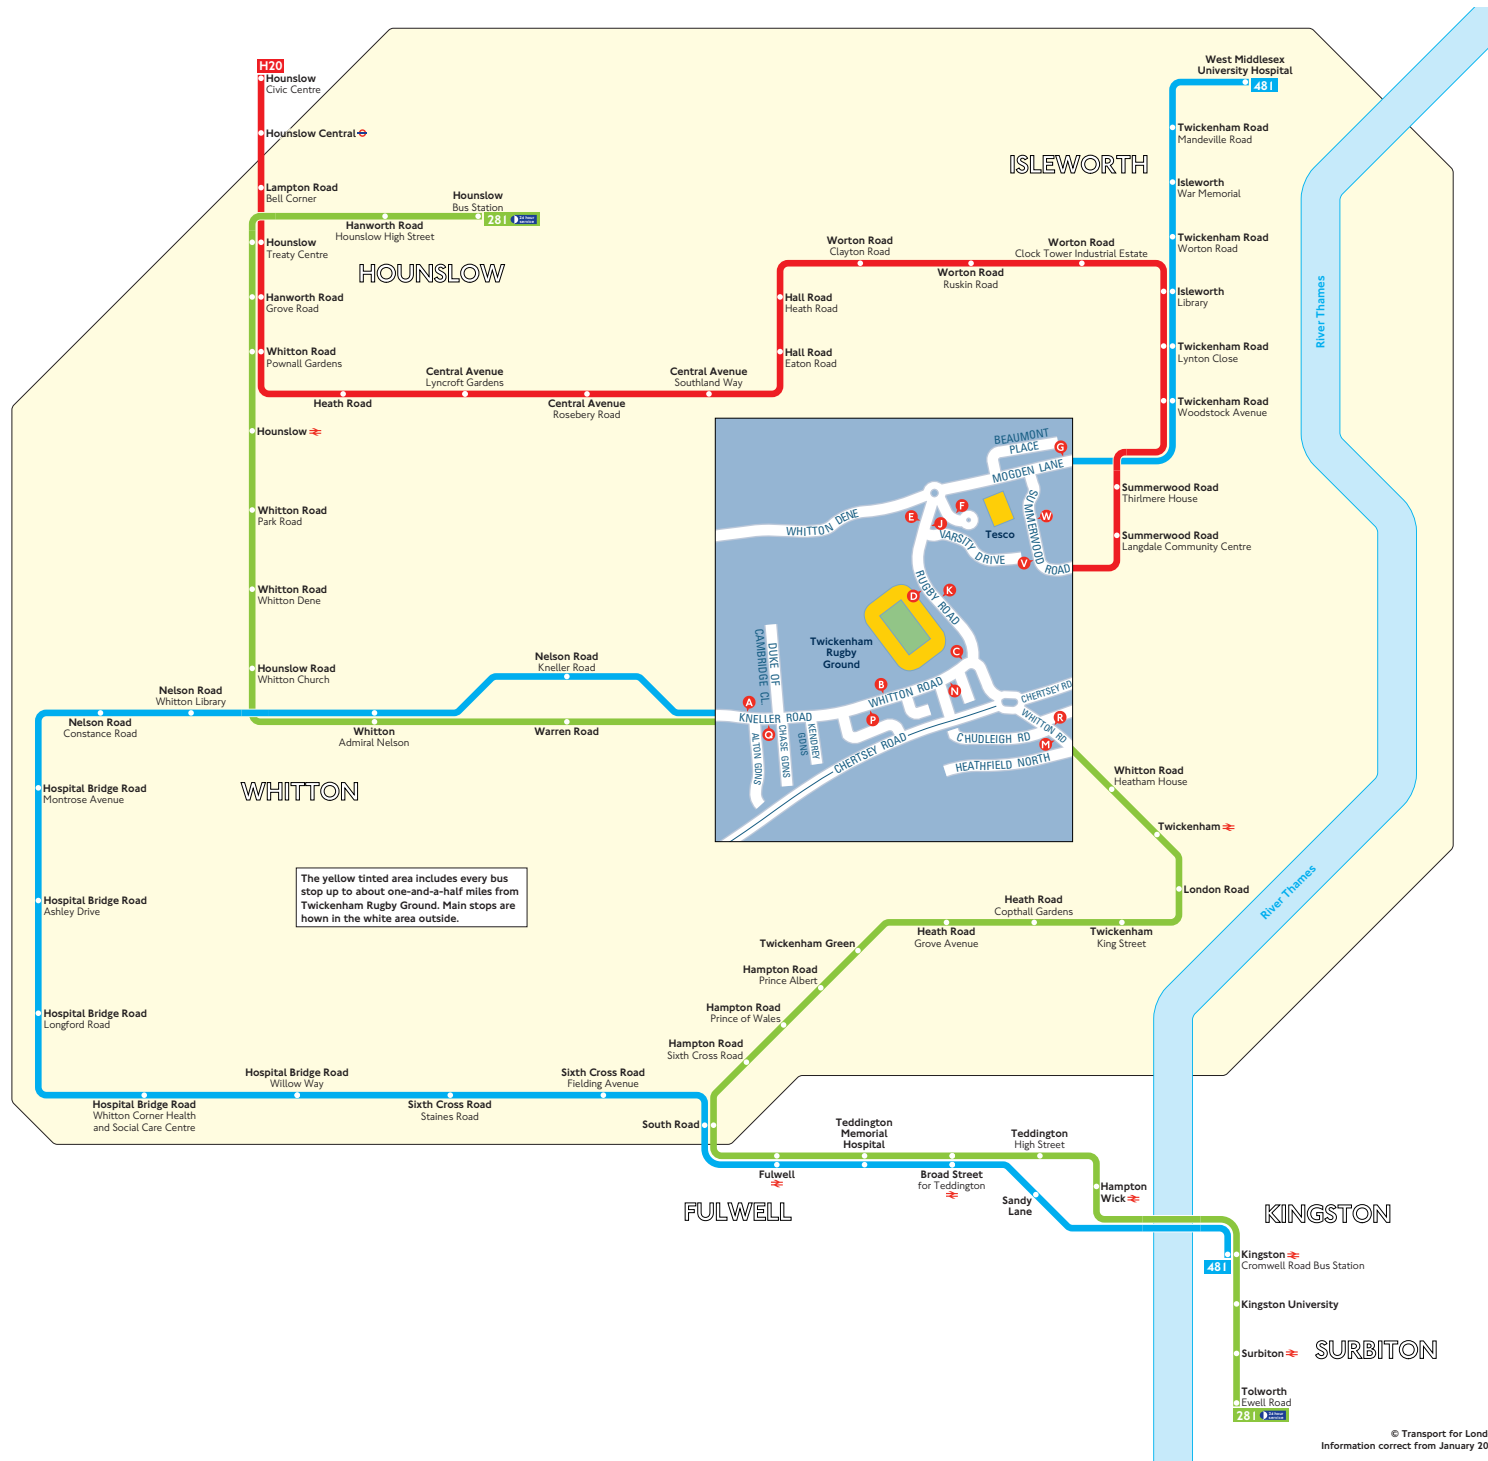 H20
Hounslow
Civic Centre
Hounslow Central
Lampton Road
Bell Corner
Hounslow
Bus Station
281
24 hour
service
Hanworth Road
Hounslow High Street
Hounslow
Treaty Centre
HOUNSLOW
Hanworth Road
Grove Road
Whitton Road
Pownall Gardens
Heath Road
Central Avenue
Lyncroft Gardens
Central Avenue
Rosebery Road
Central Avenue
Southland Way
Hall Road
Heath Road
Hall Road
Eaton Road
Worton Road
Clayton Road
Worton Road
Ruskin Road
Worton Road
Clock Tower Industrial Estate
West Middlesex
University Hospital
481
ISLEWORTH
Twickenham Road
Mandeville Road
Isleworth
War Memorial
Twickenham Road
Worton Road
Isleworth
Library
Twickenham Road
Lynton Close
Twickenham Road
Woodstock Avenue
River Thames
Summerwood Road
Thirlmere House
Summerwood Road
Langdale Community Centre
Hounslow
Whitton Road
Park Road
Whitton Road
Whitton Dene
Hounslow Road
Whitton Church
Nelson Road
Kneller Road
Nelson Road
Whitton Library
Nelson Road
Constance Road
Whitton
Admiral Nelson
Warren Road
WHITTON
BEAUMONT
PLACE
G
MOGDEN LANE
SUMMERWOOD
ROAD
WHITTON DENE
E
J
F
W
Tesco
VARSITY DRIVE
V
RUGBY ROAD
D
K
Twickenham
Rugby
Ground
C
DUKE OF
CAMBRIDGE CL.
A
B
WHITTON ROAD
N
P
KNELLER ROAD
Q
ALTON GDNS
CHASE GDNS
KENDREY
GDNS
CHERTSEY ROAD
CHERTSEY RD
WHITTON RD
R
M
CHUDLEIGH RD
HEATHFIELD NORTH
Hospital Bridge Road
Montrose Avenue
Hospital Bridge Road
Ashley Drive
Hospital Bridge Road
Longford Road
The yellow tinted area includes every bus
stop up to about one-and-a-half miles from
Twickenham Rugby Ground. Main stops are
hown in the white area outside.
Whitton Road
Heatham House
Twickenham
London Road
Twickenham
King Street
Heath Road
Copthall Gardens
Heath Road
Grove Avenue
Twickenham Green
Hampton Road
Prince Albert
Hampton Road
Prince of Wales
Hampton Road
Sixth Cross Road
River Thames
Hospital Bridge Road
Whitton Corner Health
and Social Care Centre
Hospital Bridge Road
Willow Way
Sixth Cross Road
Staines Road
Sixth Cross Road
Fielding Avenue
South Road
Fulwell
FULWELL
Teddington
Memorial
Hospital
Broad Street
for Teddington
Teddington
High Street
Sandy
Lane
Hampton
Wick
KINGSTON
481
Kingston
Cromwell Road Bus Station
Kingston University
Surbiton
SURBITON
Tolworth
Ewell Road
281
24 hour
service
© Transport for Lond
Information correct from January 20